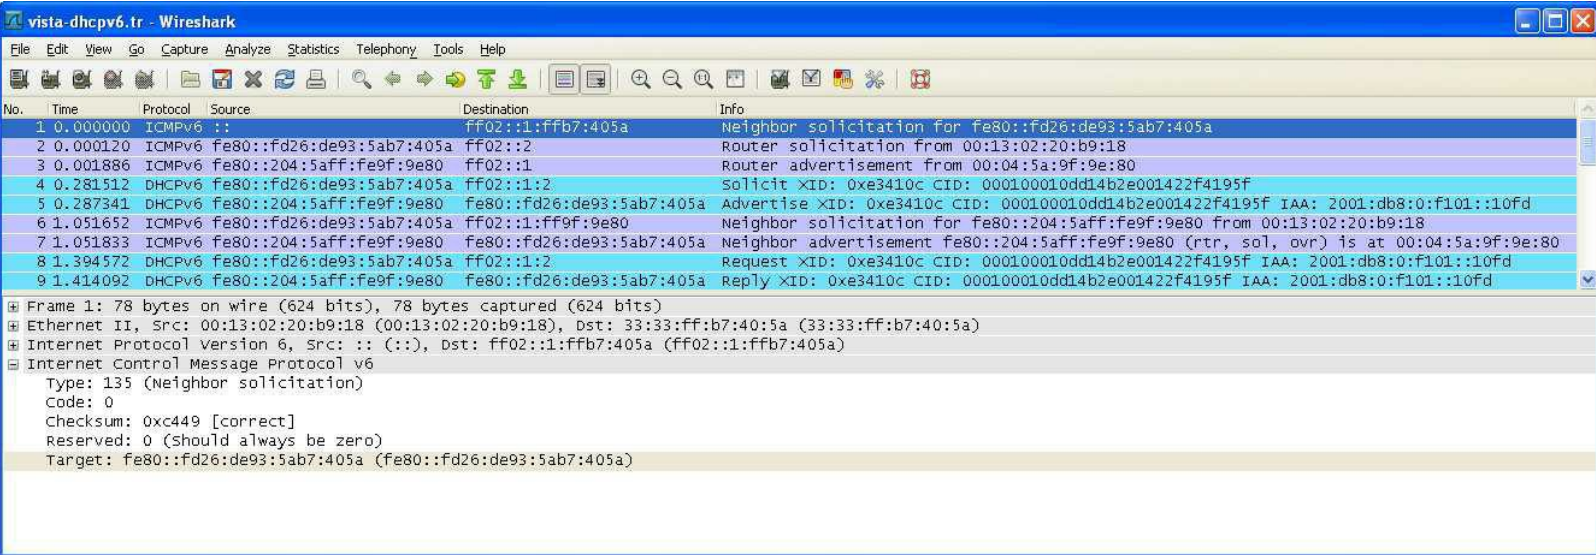 vista-dhcpv6.tr - Wireshark
File Edit View Go Capture Analyze Statistics Telephony Tools Help
No. Time Protocol Source Destination Info
1 0.000000 ICMPv6 :: ff02::1:ffb7:405a Neighbor solicitation for fe80::fd26:de93:5ab7:405a
2 0.000120 ICMPv6 fe80::fd26:de93:5ab7:405a ff02::2 Router solicitation from 00:13:02:20:b9:18
3 0.001886 ICMPv6 fe80::204:5aff:fe9f:9e80 ff02::1 Router advertisement from 00:04:5a:9f:9e:80
4 0.281512 DHCPv6 fe80::fd26:de93:5ab7:405a ff02::1:2 Solicit XID: 0xe3410c CID: 000100010dd14b2e001422f4195f
5 0.287341 DHCPv6 fe80::204:5aff:fe9f:9e80 fe80::fd26:de93:5ab7:405a Advertise XID: 0xe3410c CID: 000100010dd14b2e001422f4195f IAA: 2001:db8:0:f101::10fd
6 1.051652 ICMPv6 fe80::fd26:de93:5ab7:405a ff02::1:ff9f:9e80 Neighbor solicitation for fe80::204:5aff:fe9f:9e80 from 00:13:02:20:b9:18
7 1.051833 ICMPv6 fe80::204:5aff:fe9f:9e80 fe80::fd26:de93:5ab7:405a Neighbor advertisement fe80::204:5aff:fe9f:9e80 (rtr, sol, ovr) is at 00:04:5a:9f:9e:80
8 1.394572 DHCPv6 fe80::fd26:de93:5ab7:405a ff02::1:2 Request XID: 0xe3410c CID: 000100010dd14b2e001422f4195f IAA: 2001:db8:0:f101::10fd
9 1.414092 DHCPv6 fe80::204:5aff:fe9f:9e80 fe80::fd26:de93:5ab7:405a Reply XID: 0xe3410c CID: 000100010dd14b2e001422f4195f IAA: 2001:db8:0:f101::10fd
Frame 1: 78 bytes on wire (624 bits), 78 bytes captured (624 bits)
Ethernet II, Src: 00:13:02:20:b9:18 (00:13:02:20:b9:18), Dst: 33:33:ff:b7:40:5a (33:33:ff:b7:40:5a)
Internet Protocol Version 6, Src: :: (::), Dst: ff02::1:ffb7:405a (ff02::1:ffb7:405a)
Internet Control Message Protocol v6
Type: 135 (Neighbor solicitation)
Code: 0
Checksum: 0xc449 [correct]
Reserved: 0 (Should always be zero)
Target: fe80::fd26:de93:5ab7:405a (fe80::fd26:de93:5ab7:405a)